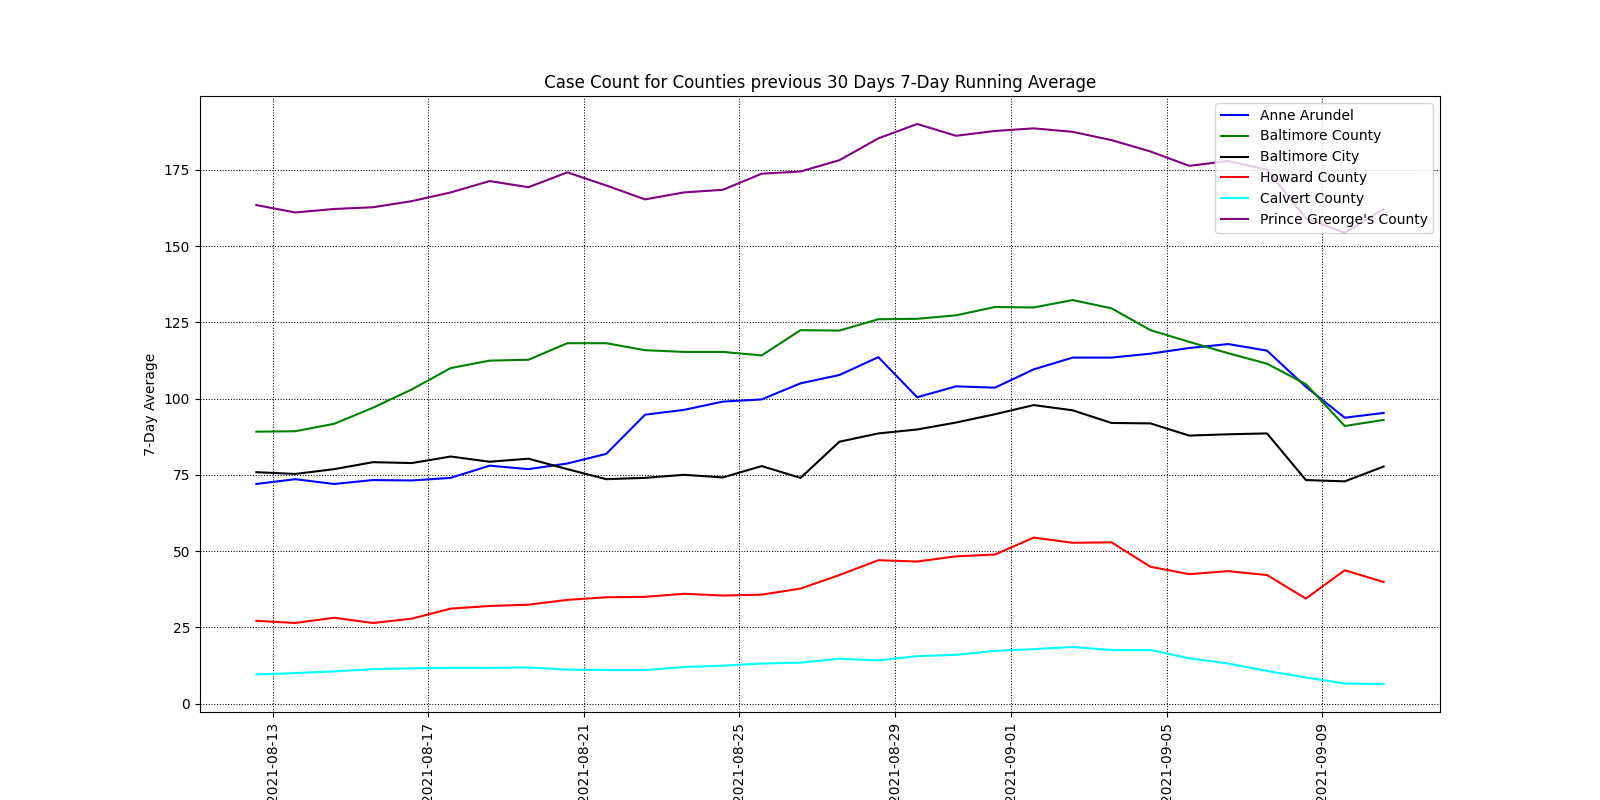 Case Count for Counties previous 30 Days 7-Day Running Average
Anne Arundel
Baltimore County
Baltimore City
Howard County
Calvert County
Prince Greorge's County
7-Day Average
175
150
125
100
75
50
25
0
2021-08-13
2021-08-17
2021-08-21
2021-08-25
2021-08-29
2021-09-01
2021-09-05
2021-09-09